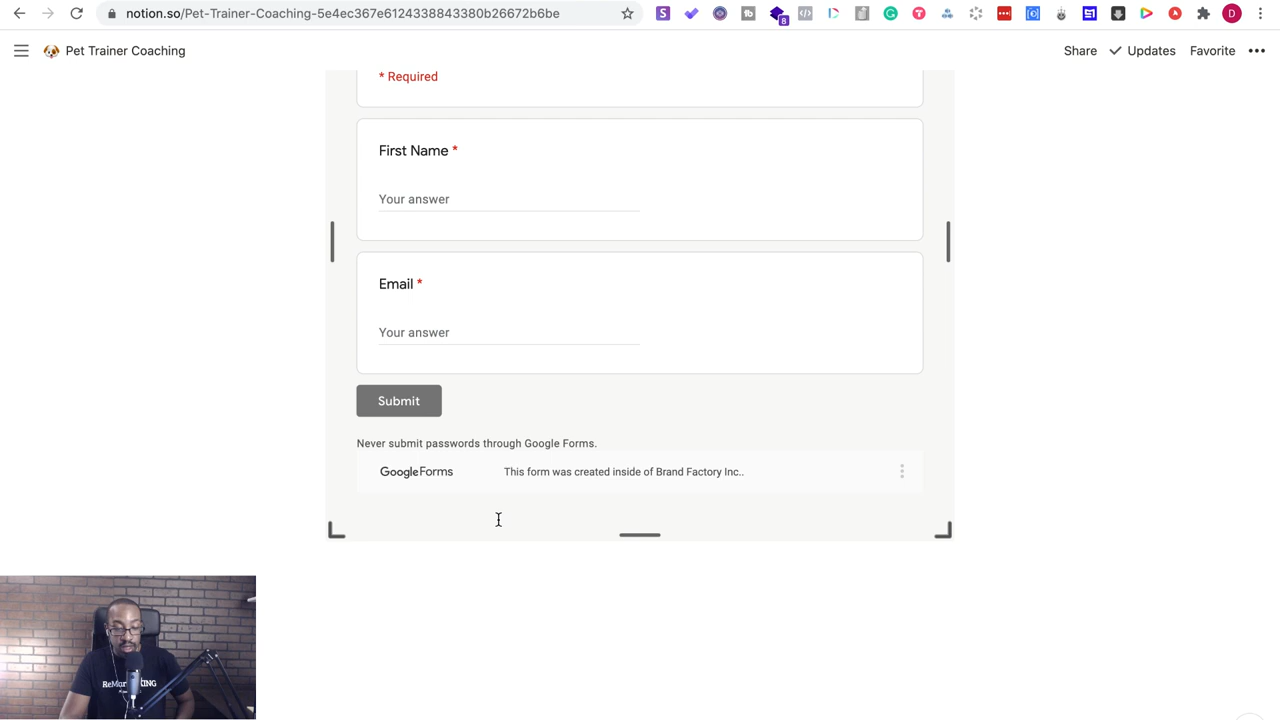 notion.so/Pet-Trainer-Coaching-5e4ec367e6124338843380b26672b6be
Pet Trainer Coaching
Share
Updates
Favorite
* Required
First Name *
Your answer
Email *
Your answer
Submit
Never submit passwords through Google Forms.
Google Forms
This form was created inside of Brand Factory Inc..